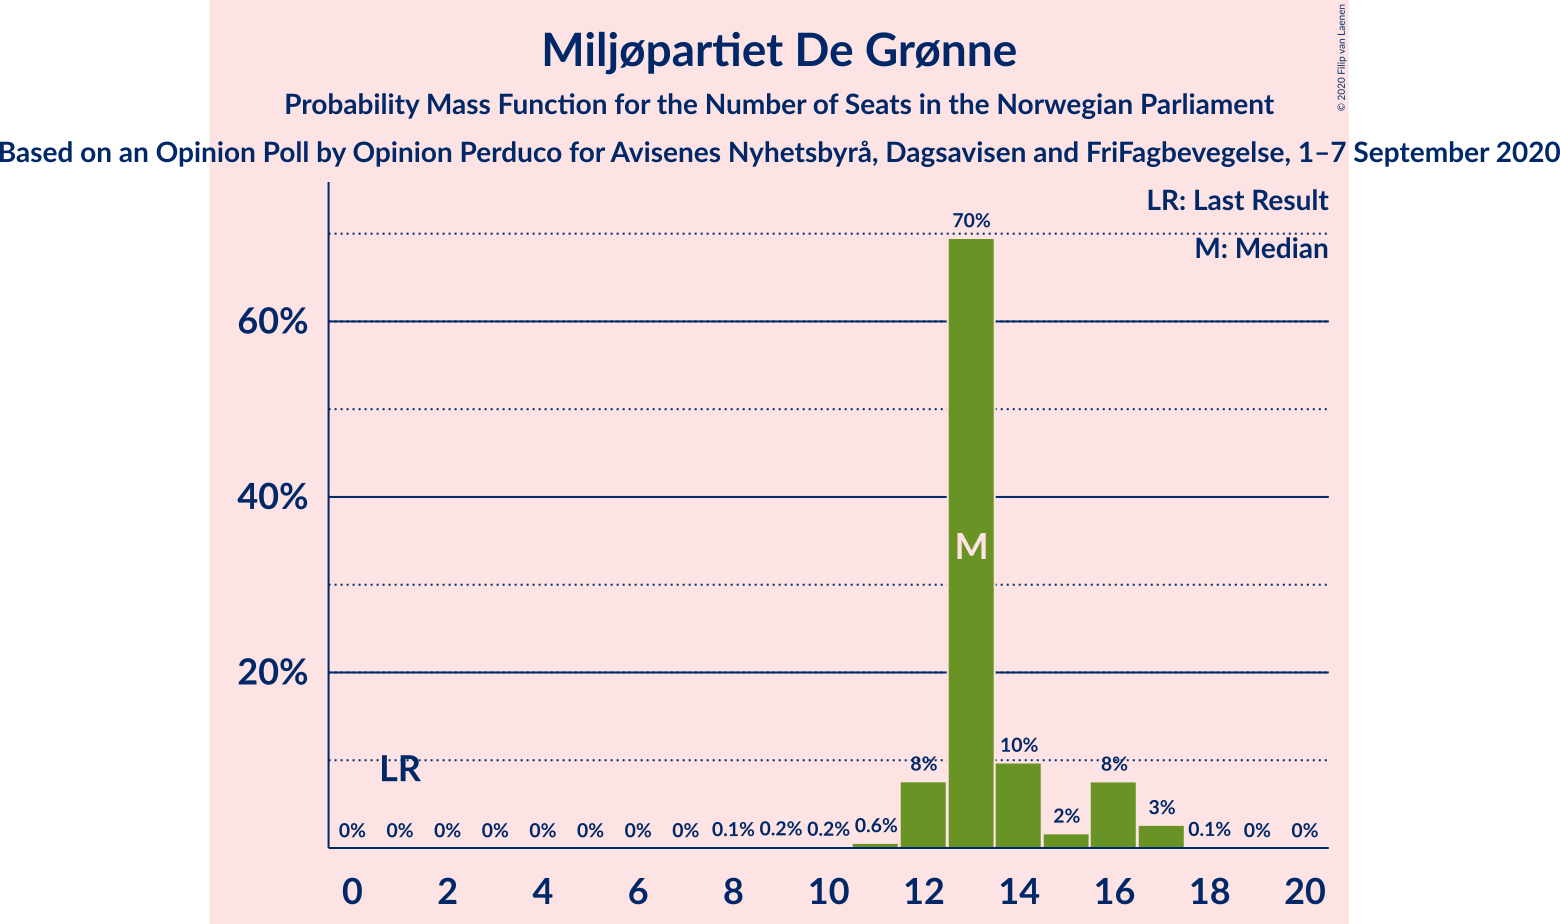 Miljøpartiet De Grønne
Probability Mass Function for the Number of Seats in the Norwegian Parliament
Based on an Opinion Poll by Opinion Perduco for Avisenes Nyhetsbyrå, Dagsavisen and FriFagbevegelse, 1–7 September 2020
© 2020 Filip van Laenen
LR: Last Result
M: Median
70%
60%
40%
M
20%
LR
0% 0% 0% 0% 0% 0% 0% 0% 0.1% 0.2% 0.2% 0.6% 8% 10% 2% 8% 3% 0.1% 0% 0%
0 2 4 6 8 10 12 14 16 18 20